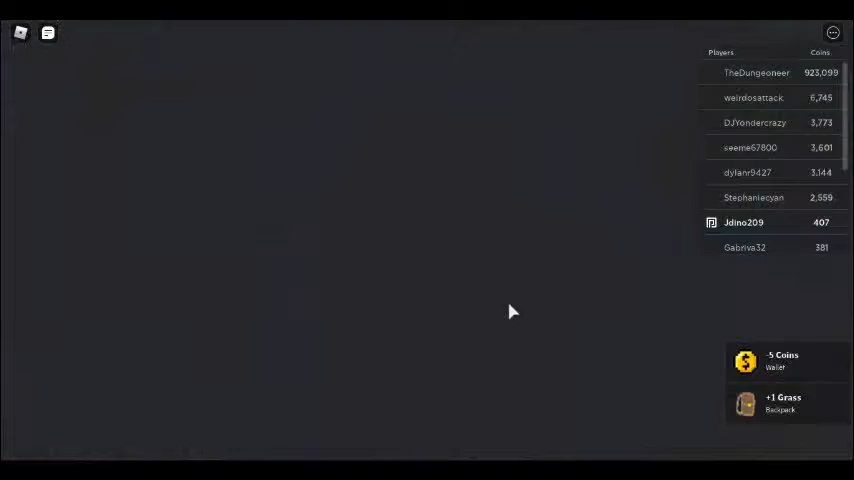 Players Coins
TheDungeoneer 923,099
weirdosattack 6,745
DJYondercrazy 3,773
seeme67800 3,601
dylanr9427 3,144
Stephaniecyan 2,559
Jdino209 407
Gabriva32 381
-5 Coins
Wallet
+1 Grass
Backpack